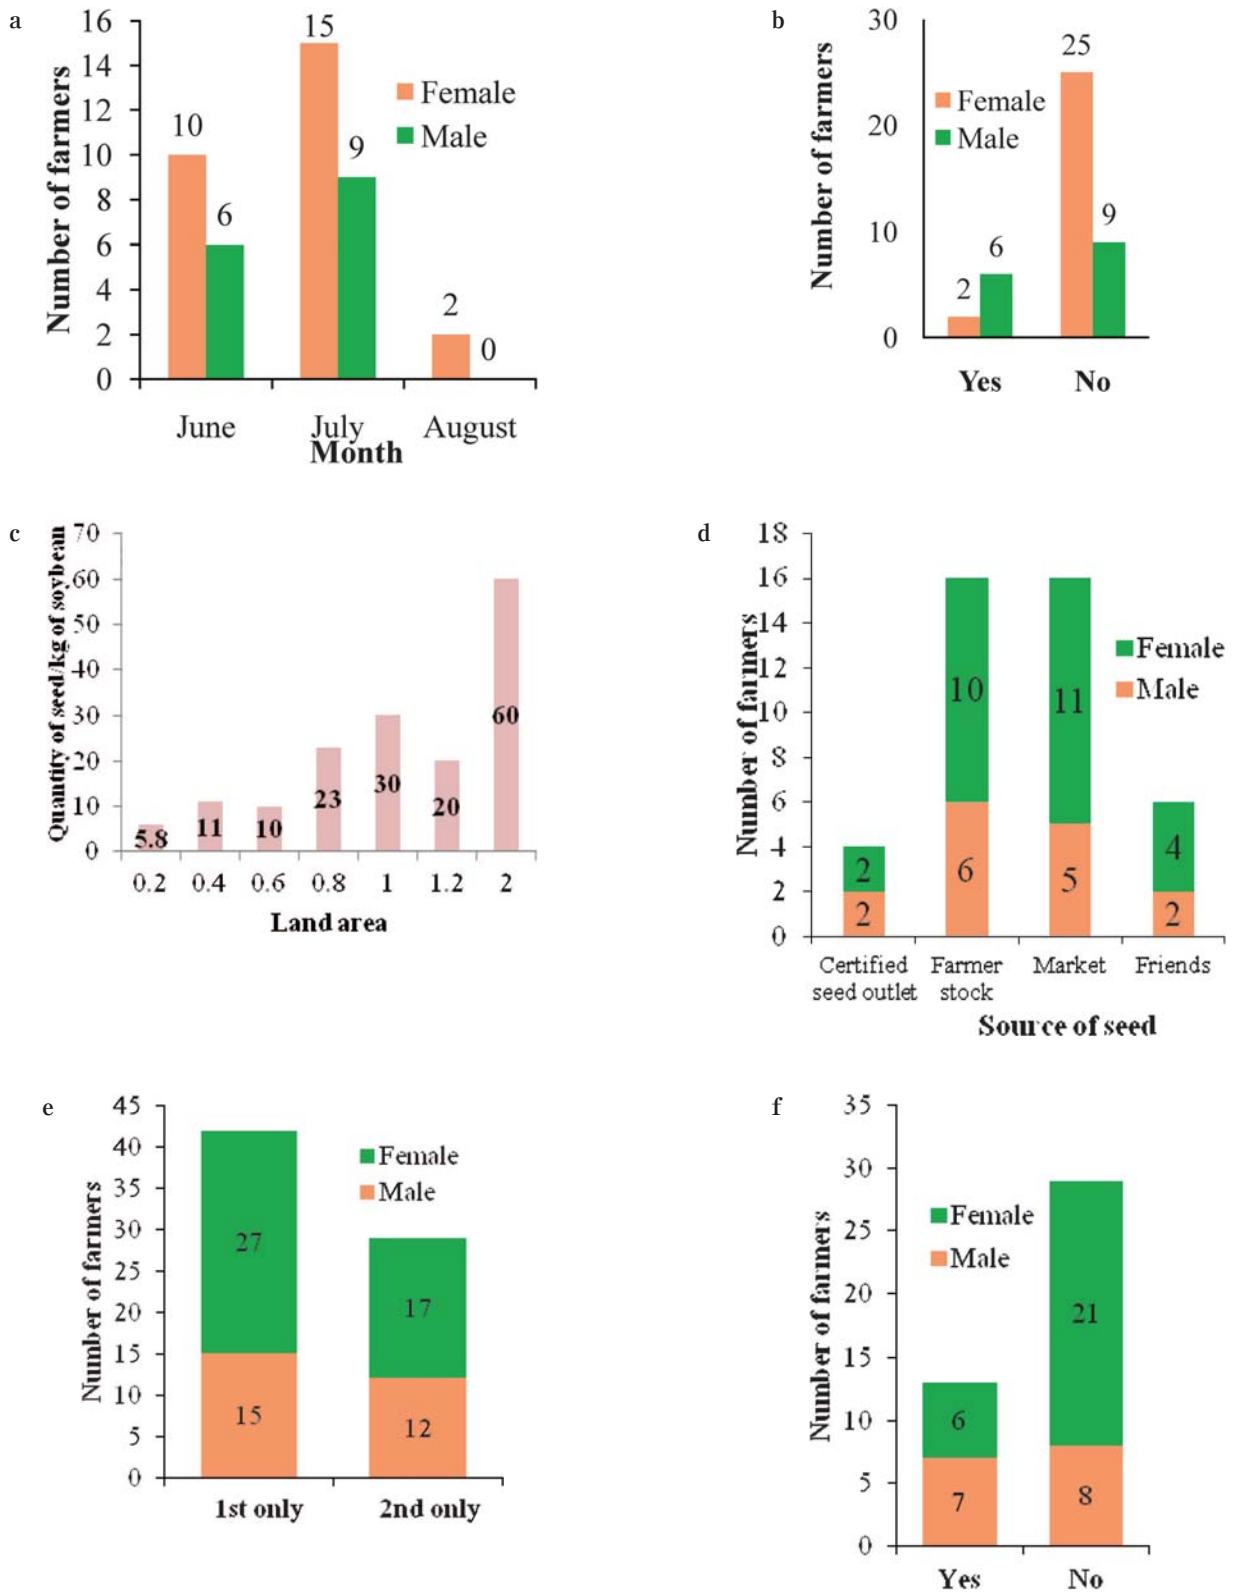 a
Number of farmers
16
14
12
10
8
6
4
2
0
10
6
15
9
2
0
Female
Male
June
July
August
Month
b
Number of farmers
30
20
10
0
Female
Male
2
6
25
9
Yes
No
c
Quantity of seed/kg of soybean
70
60
50
40
30
20
10
0
5.8
11
10
23
30
20
60
0.2
0.4
0.6
0.8
1
1.2
2
Land area
d
Number of farmers
18
16
14
12
10
8
6
4
2
0
2
2
10
6
11
5
4
2
Female
Male
Certified
seed outlet
Farmer
stock
Market
Friends
Source of seed
e
Number of farmers
45
40
35
30
25
20
15
10
5
0
27
15
17
12
Female
Male
1st only
2nd only
f
Number of farmers
35
30
25
20
15
10
5
0
Female
Male
6
7
21
8
Yes
No